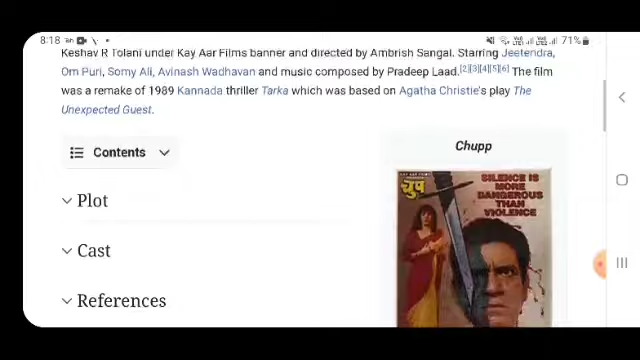 8:18
71%
Keshav R Tolani under Kay Aar Films banner and directed by Ambrish Sangal. Starring Jeetendra,
Om Puri, Somy Ali, Avinash Wadhavan and music composed by Pradeep Laad.[2][3][4][5][6] The film
was a remake of 1989 Kannada thriller Tarka which was based on Agatha Christie's play The
Unexpected Guest.
Contents
Plot
Cast
References
Chupp
चुप
SILENCE IS
MORE
DANGEROUS
THAN
VIOLENCE